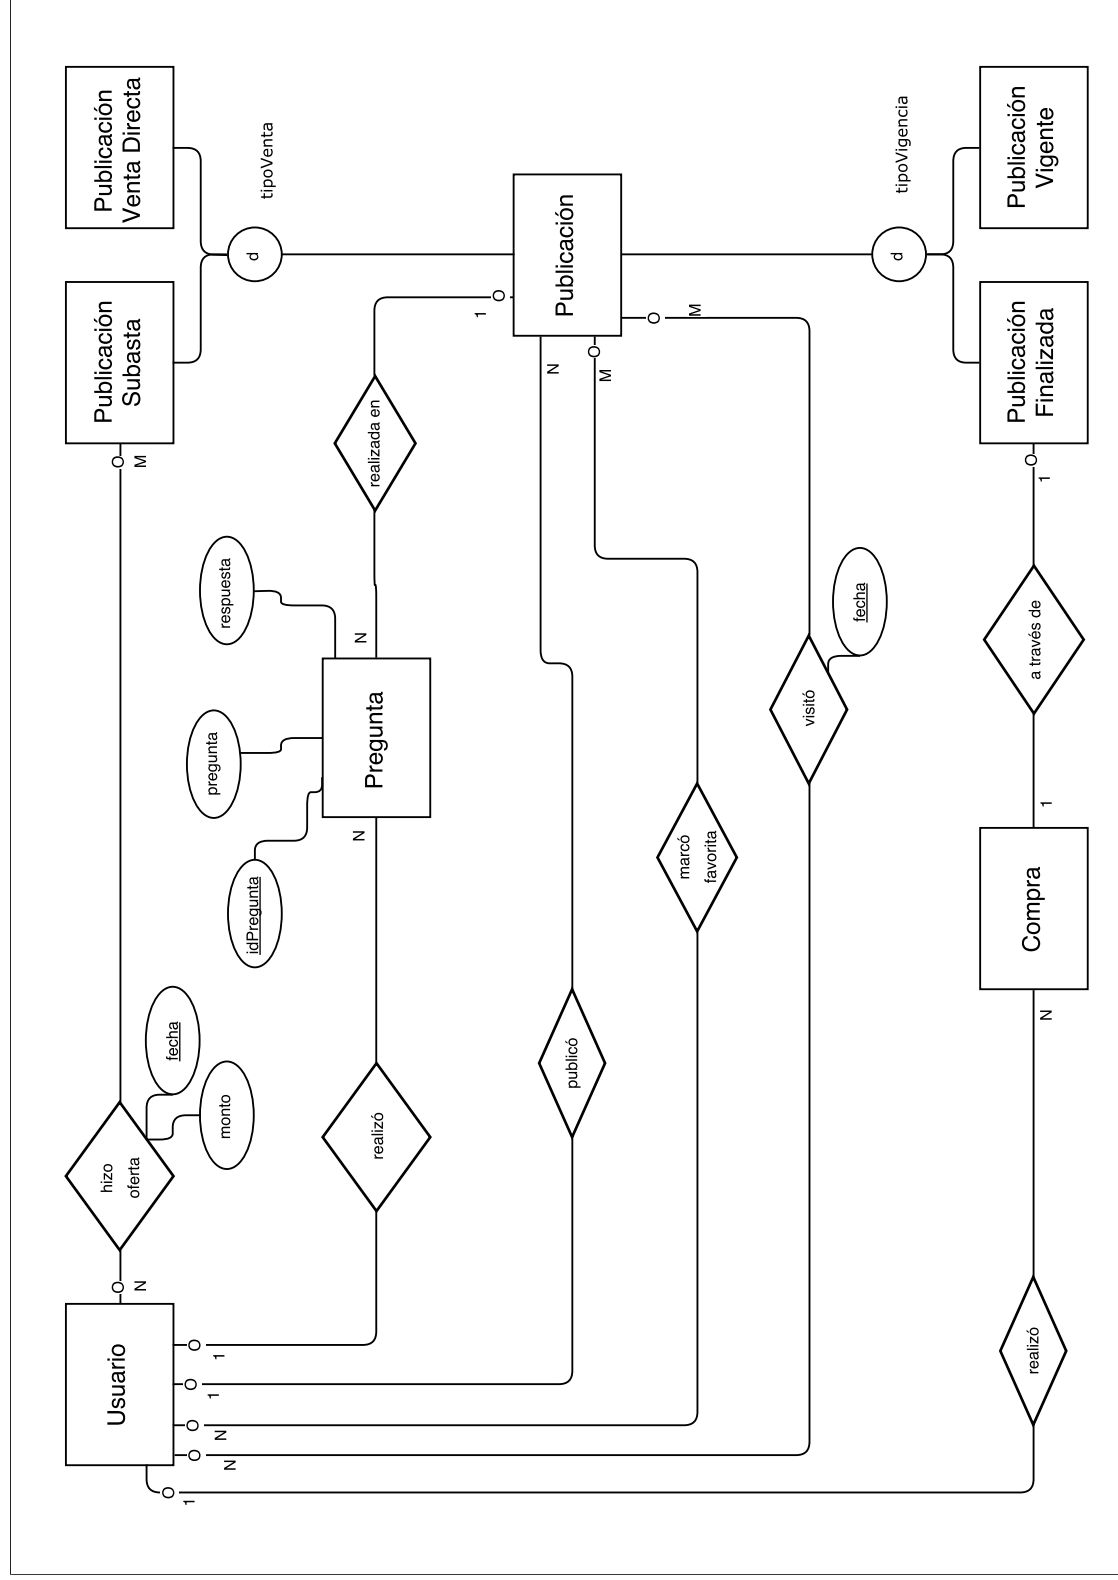 Usuario
O
N
hizo
oferta
fecha
monto
O
M
Publicación
Subasta
Publicación
Venta Directa
d
tipoVenta
O
1
realizó
N
idPregunta
pregunta
respuesta
Pregunta
N
realizada en
1
O
Publicación
O
1
publicó
N
O
N
marcó
favorita
M
O
O
N
visitó
fecha
M
O
d
tipoVigencia
O
1
realizó
N
Compra
1
a través de
1
O
Publicación
Finalizada
Publicación
Vigente